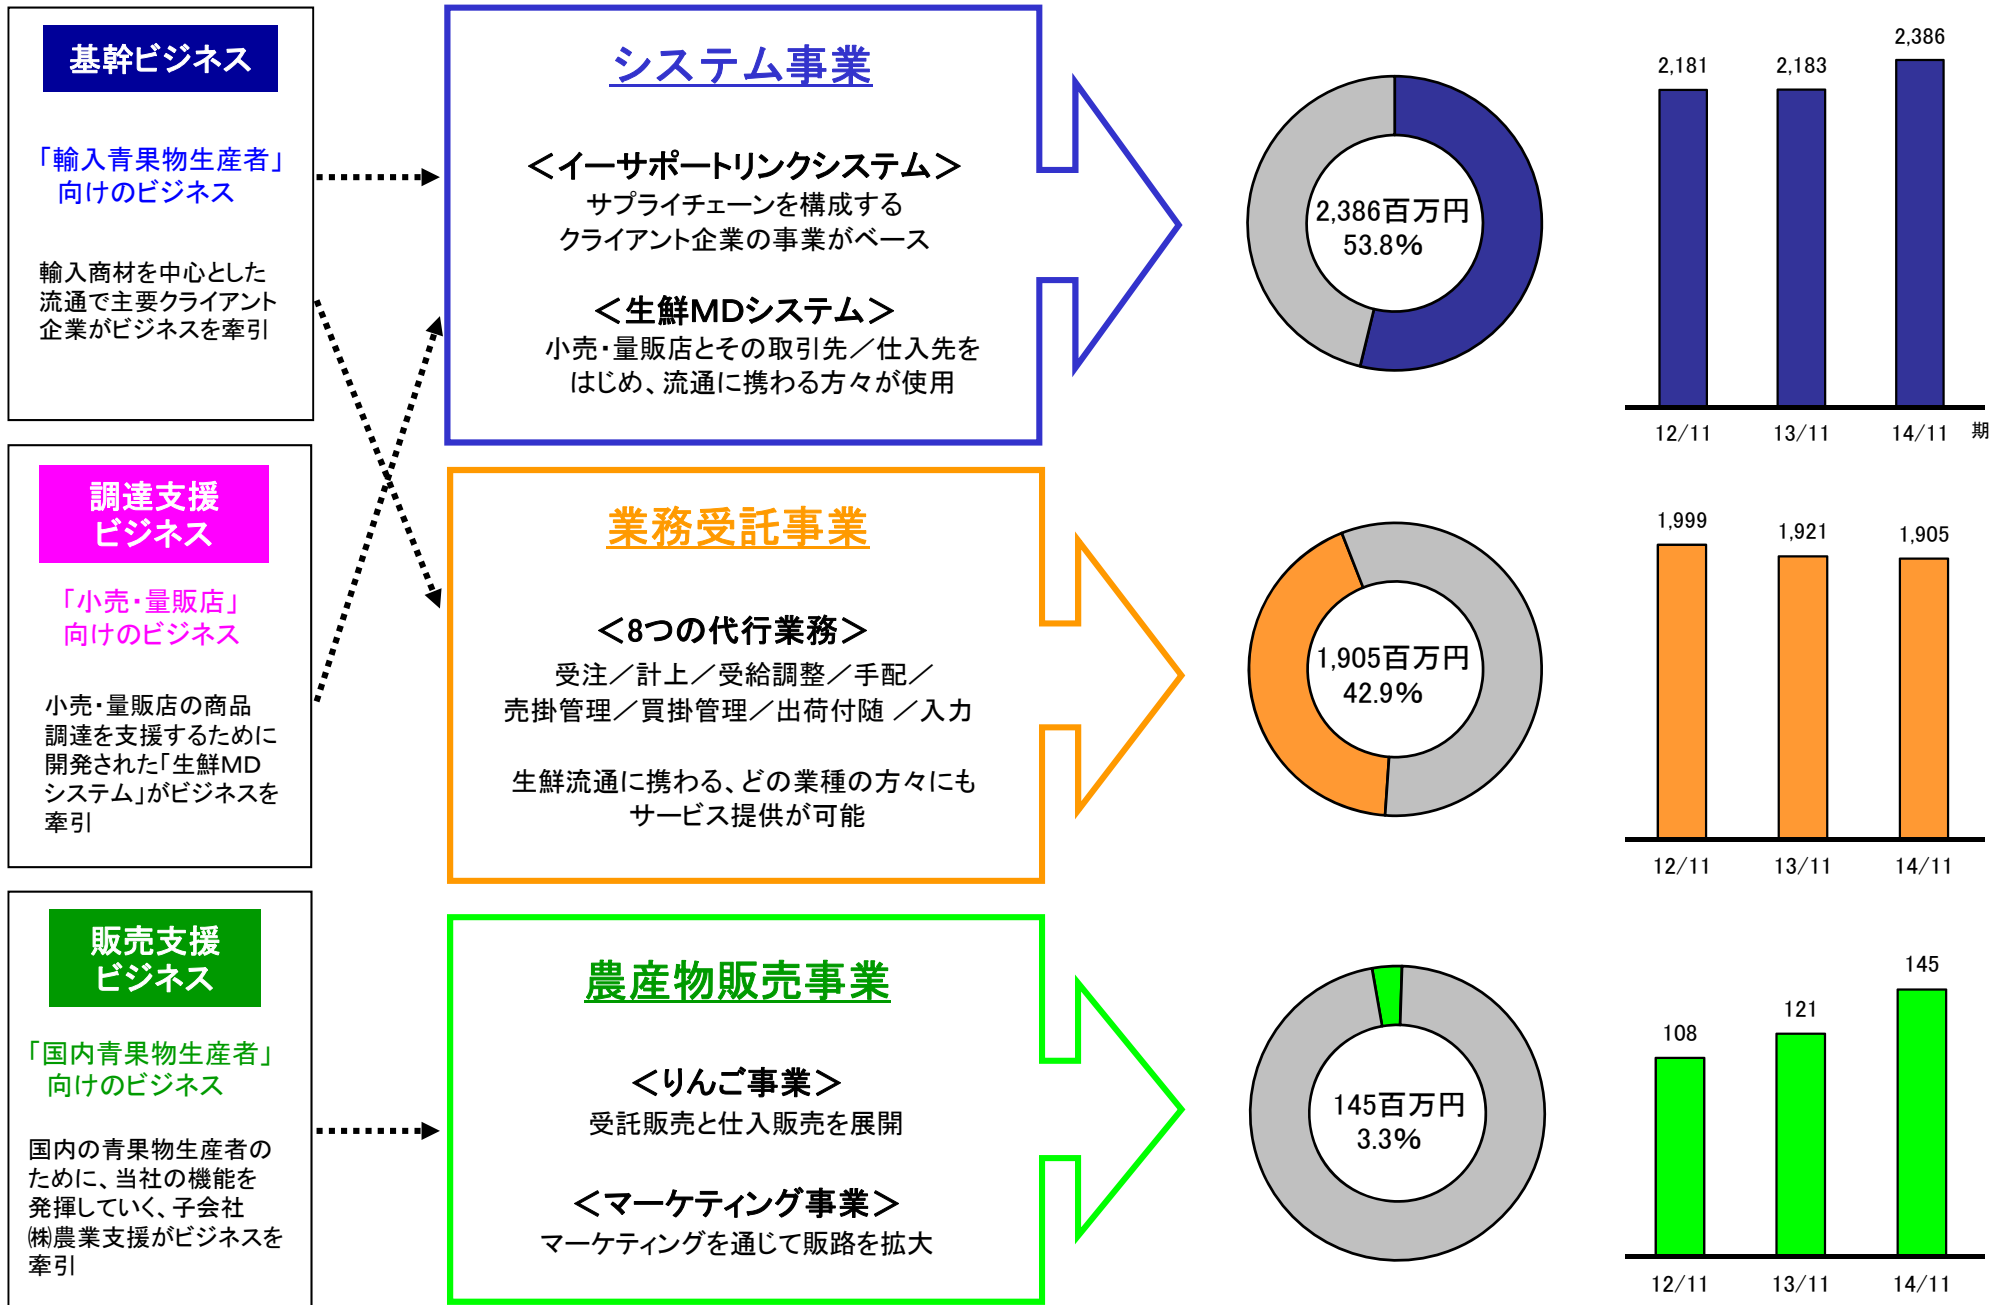 基幹ビジネス
「輸入青果物生産者」
向けのビジネス
輸入商材を中心とした
流通で主要クライアント
企業がビジネスを牽引
システム事業
＜イーサポートリンクシステム＞
サプライチェーンを構成する
クライアント企業の事業がベース
＜生鮮MDシステム＞
小売・量販店とその取引先／仕入先を
はじめ、流通に携わる方々が使用
2,386百万円
53.8%
2,181
2,183
2,386
12/11
13/11
14/11
期
調達支援
ビジネス
「小売・量販店」
向けのビジネス
小売・量販店の商品
調達を支援するために
開発された「生鮮MD
システム」がビジネスを
牽引
業務受託事業
＜8つの代行業務＞
受注／計上／受給調整／手配／
売掛管理／買掛管理／出荷付随 ／入力
生鮮流通に携わる、どの業種の方々にも
サービス提供が可能
1,905百万円
42.9%
1,999
1,921
1,905
12/11
13/11
14/11
販売支援
ビジネス
「国内青果物生産者」
向けのビジネス
国内の青果物生産者の
ために、当社の機能を
発揮していく、子会社
㈱農業支援がビジネスを
牽引
農産物販売事業
＜りんご事業＞
受託販売と仕入販売を展開
＜マーケティング事業＞
マーケティングを通じて販路を拡大
145百万円
3.3%
108
121
145
12/11
13/11
14/11